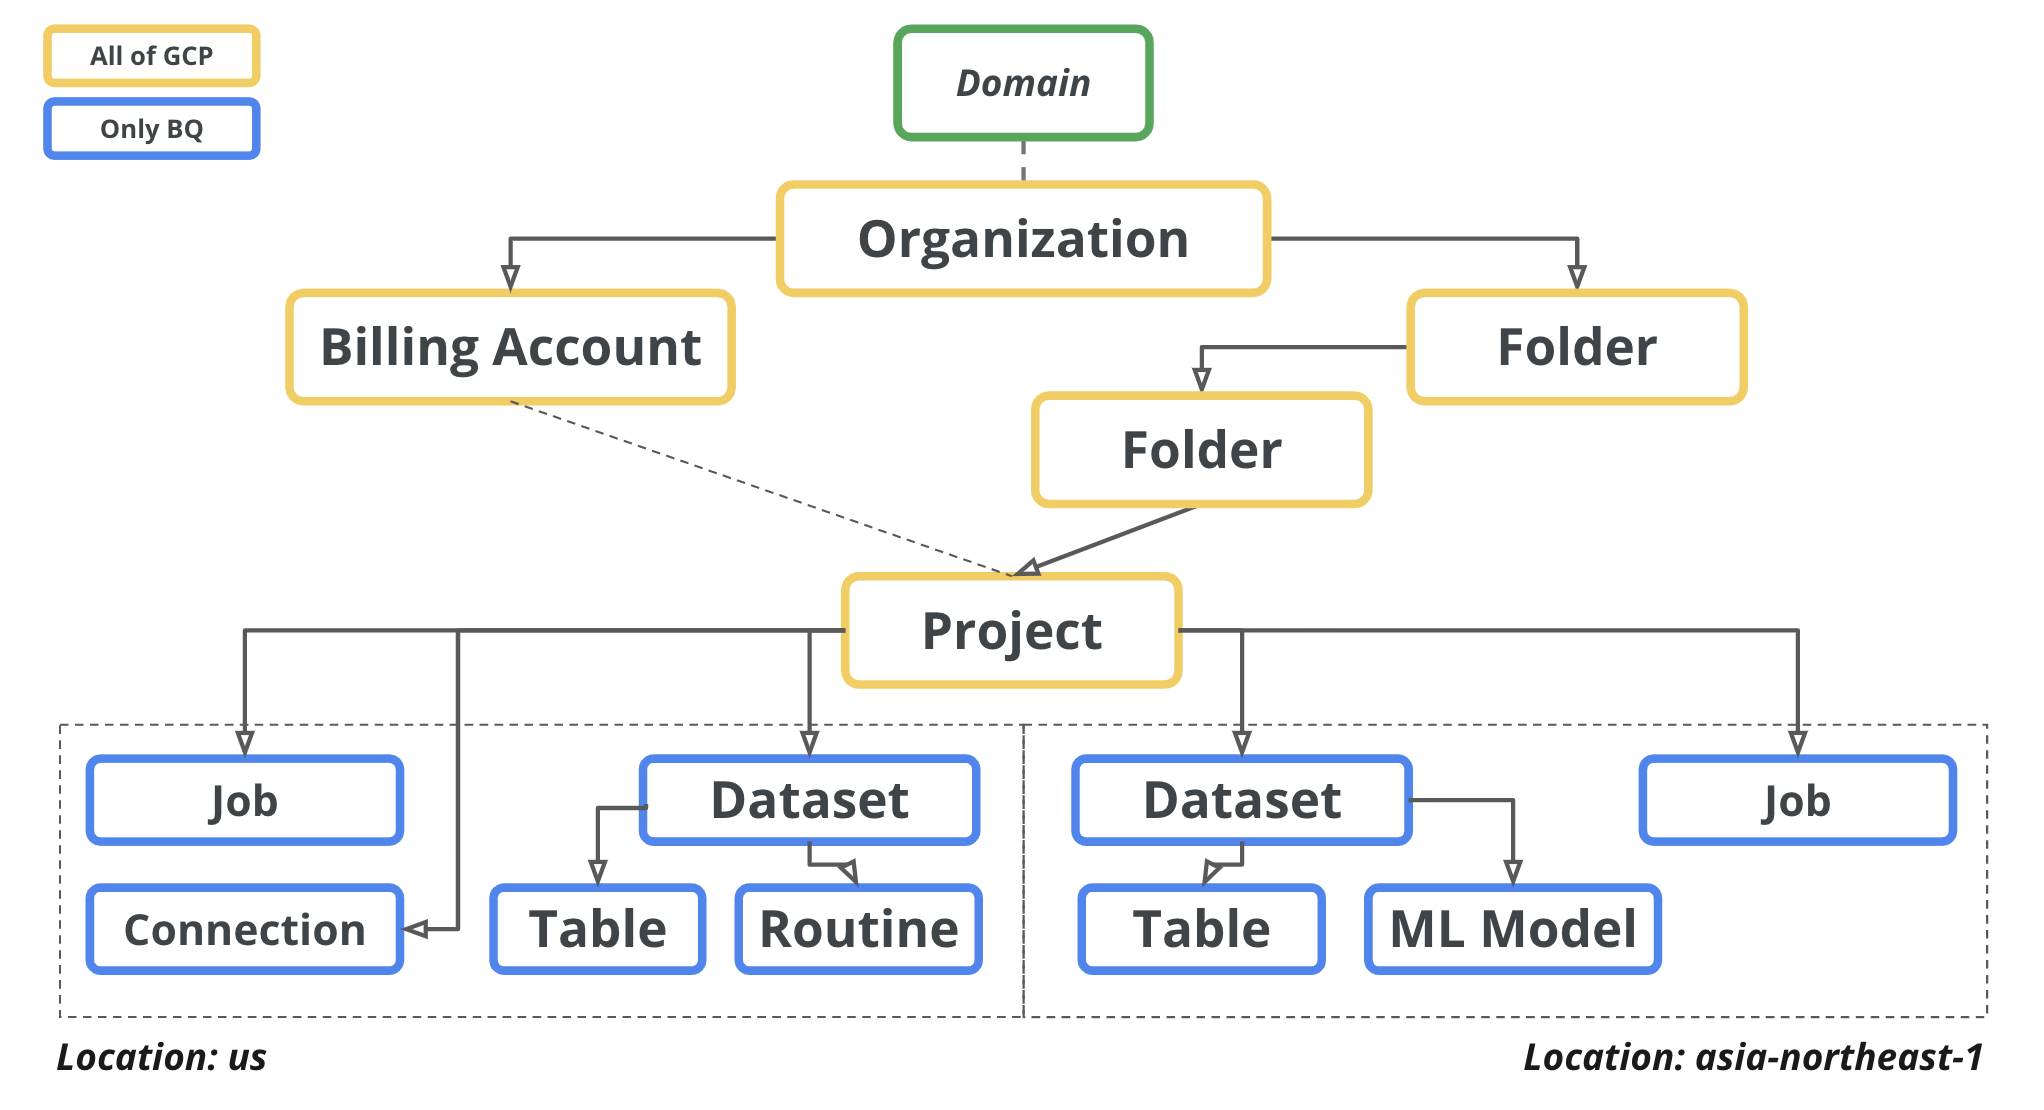 All of GCP
Only BQ
Domain
Organization
Billing Account
Folder
Folder
Project
Job
Dataset
Dataset
Job
Connection
Table
Routine
Table
ML Model
Location: us
Location: asia-northeast-1